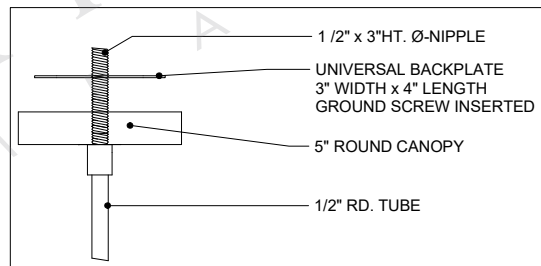 1 /2" x 3"HT. Ø-NIPPLE
UNIVERSAL BACKPLATE
3" WIDTH x 4" LENGTH
GROUND SCREW INSERTED
5" ROUND CANOPY
1/2" RD. TUBE